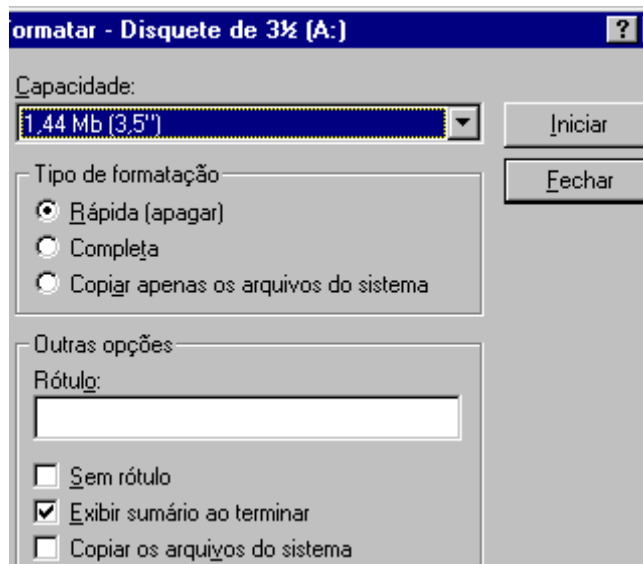 ormatar - Disquete de 3½ (A:) ?
Capacidade:
1,44 Mb (3,5")
Iniciar
Tipo de formatação
Fechar
Rápida (apagar)
Completa
Copiar apenas os arquivos do sistema
Outras opções
Rótulo:
Sem rótulo
Exibir sumário ao terminar
Copiar os arquivos do sistema